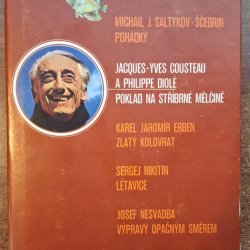 MICHAIL J. SALTYKOV-ŠČEDRIN
POHÁDKY
JACQUES-YVES COUSTEAU
A PHILIPPE DIOLÉ
POKLAD NA STŘÍBRNÉ MĚLČINĚ
KAREL JAROMÍR ERBEN
ZLATÝ KOLOVRAT
SERGEJ NIKITIN
LÉTAVICE
JOSEF NESVADBA
VÝPRAVY OPAČNÝM SMĚREM